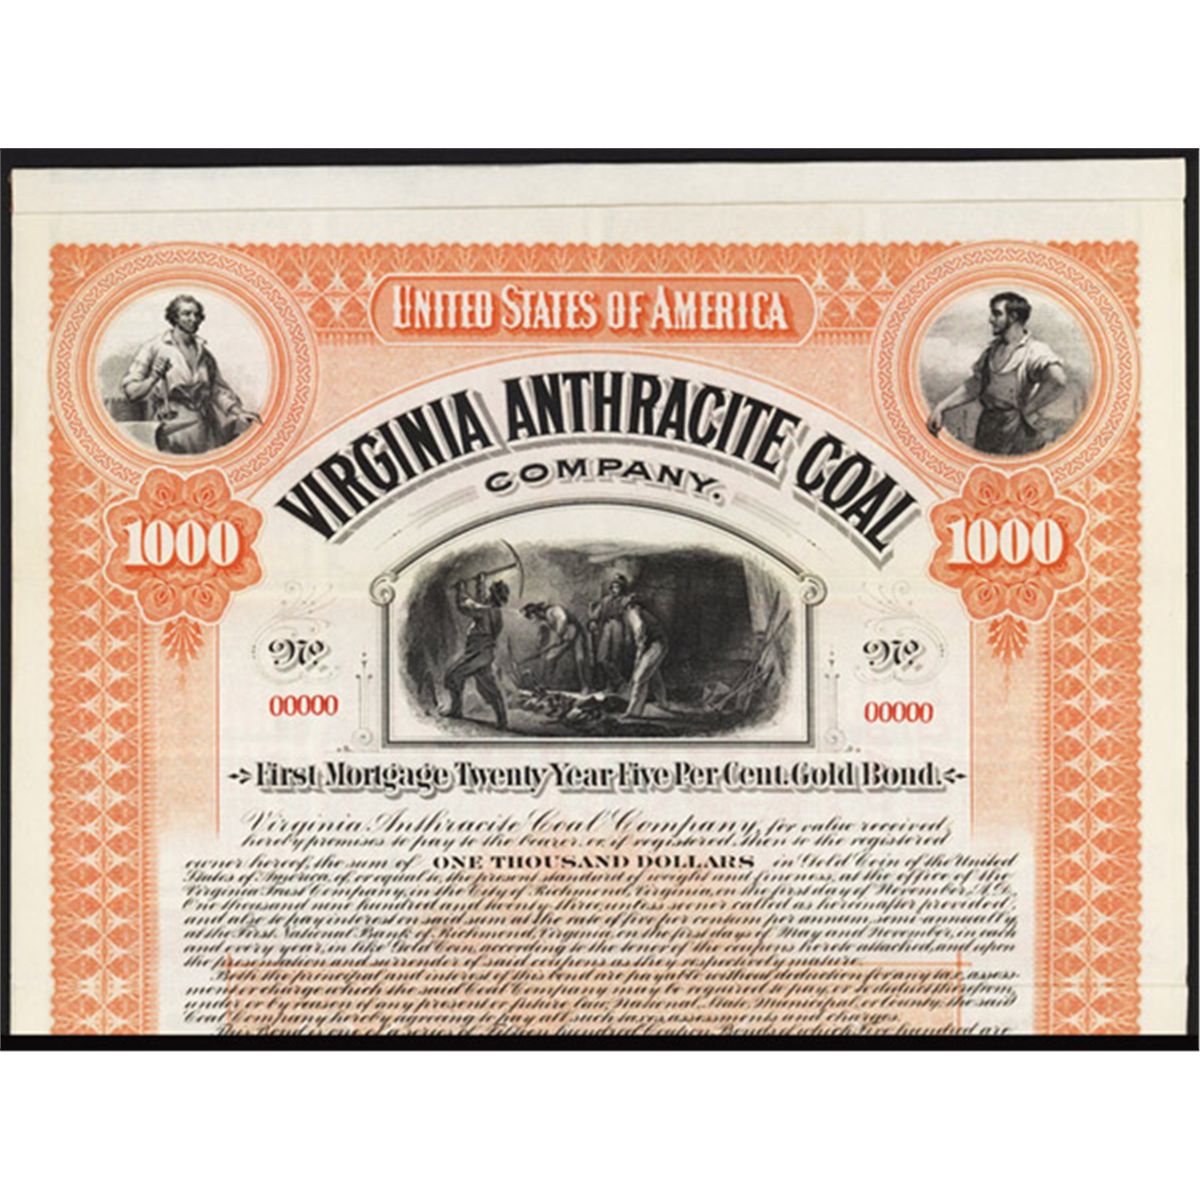 UNITED STATES OF AMERICA
VIRGINIA ANTHRACITE COAL
COMPANY.
1000
1000
No.
No.
00000
00000
First Mortgage Twenty Year Five Per Cent. Gold Bond.
Virginia Anthracite Coal Company, for value received,
hereby promises to pay to the bearer, or, if registered, then to the registered
owner hereof, the sum of ONE THOUSAND DOLLARS in Gold Coin of the United
States of America, of, or equal to, the present standard of weight and fineness, at the office of the
Virginia Trust Company, in the City of Richmond, Virginia, on the first day of November, A.D.
One thousand nine hundred and twenty three, unless sooner called as hereinafter provided,
and also to pay interest on said sum at the rate of five per centum per annum, semi-annually
at the First National Bank of Richmond, Virginia, on the first days of May and November, in each
and every year, in like Gold Coin, according to the tenor of the coupons hereto attached, and upon
the presentation and surrender of said coupons as they respectively mature.
Both the principal and interest of this bond are payable without deduction for any tax, assess-
ment or charge which the said Coal Company may be required to pay, or to deduct therefrom,
under or by reason of any present or future law, National, State, Municipal, or county, the said
Coal Company hereby agreeing to pay all such taxes, assessments and charges.
hundred are